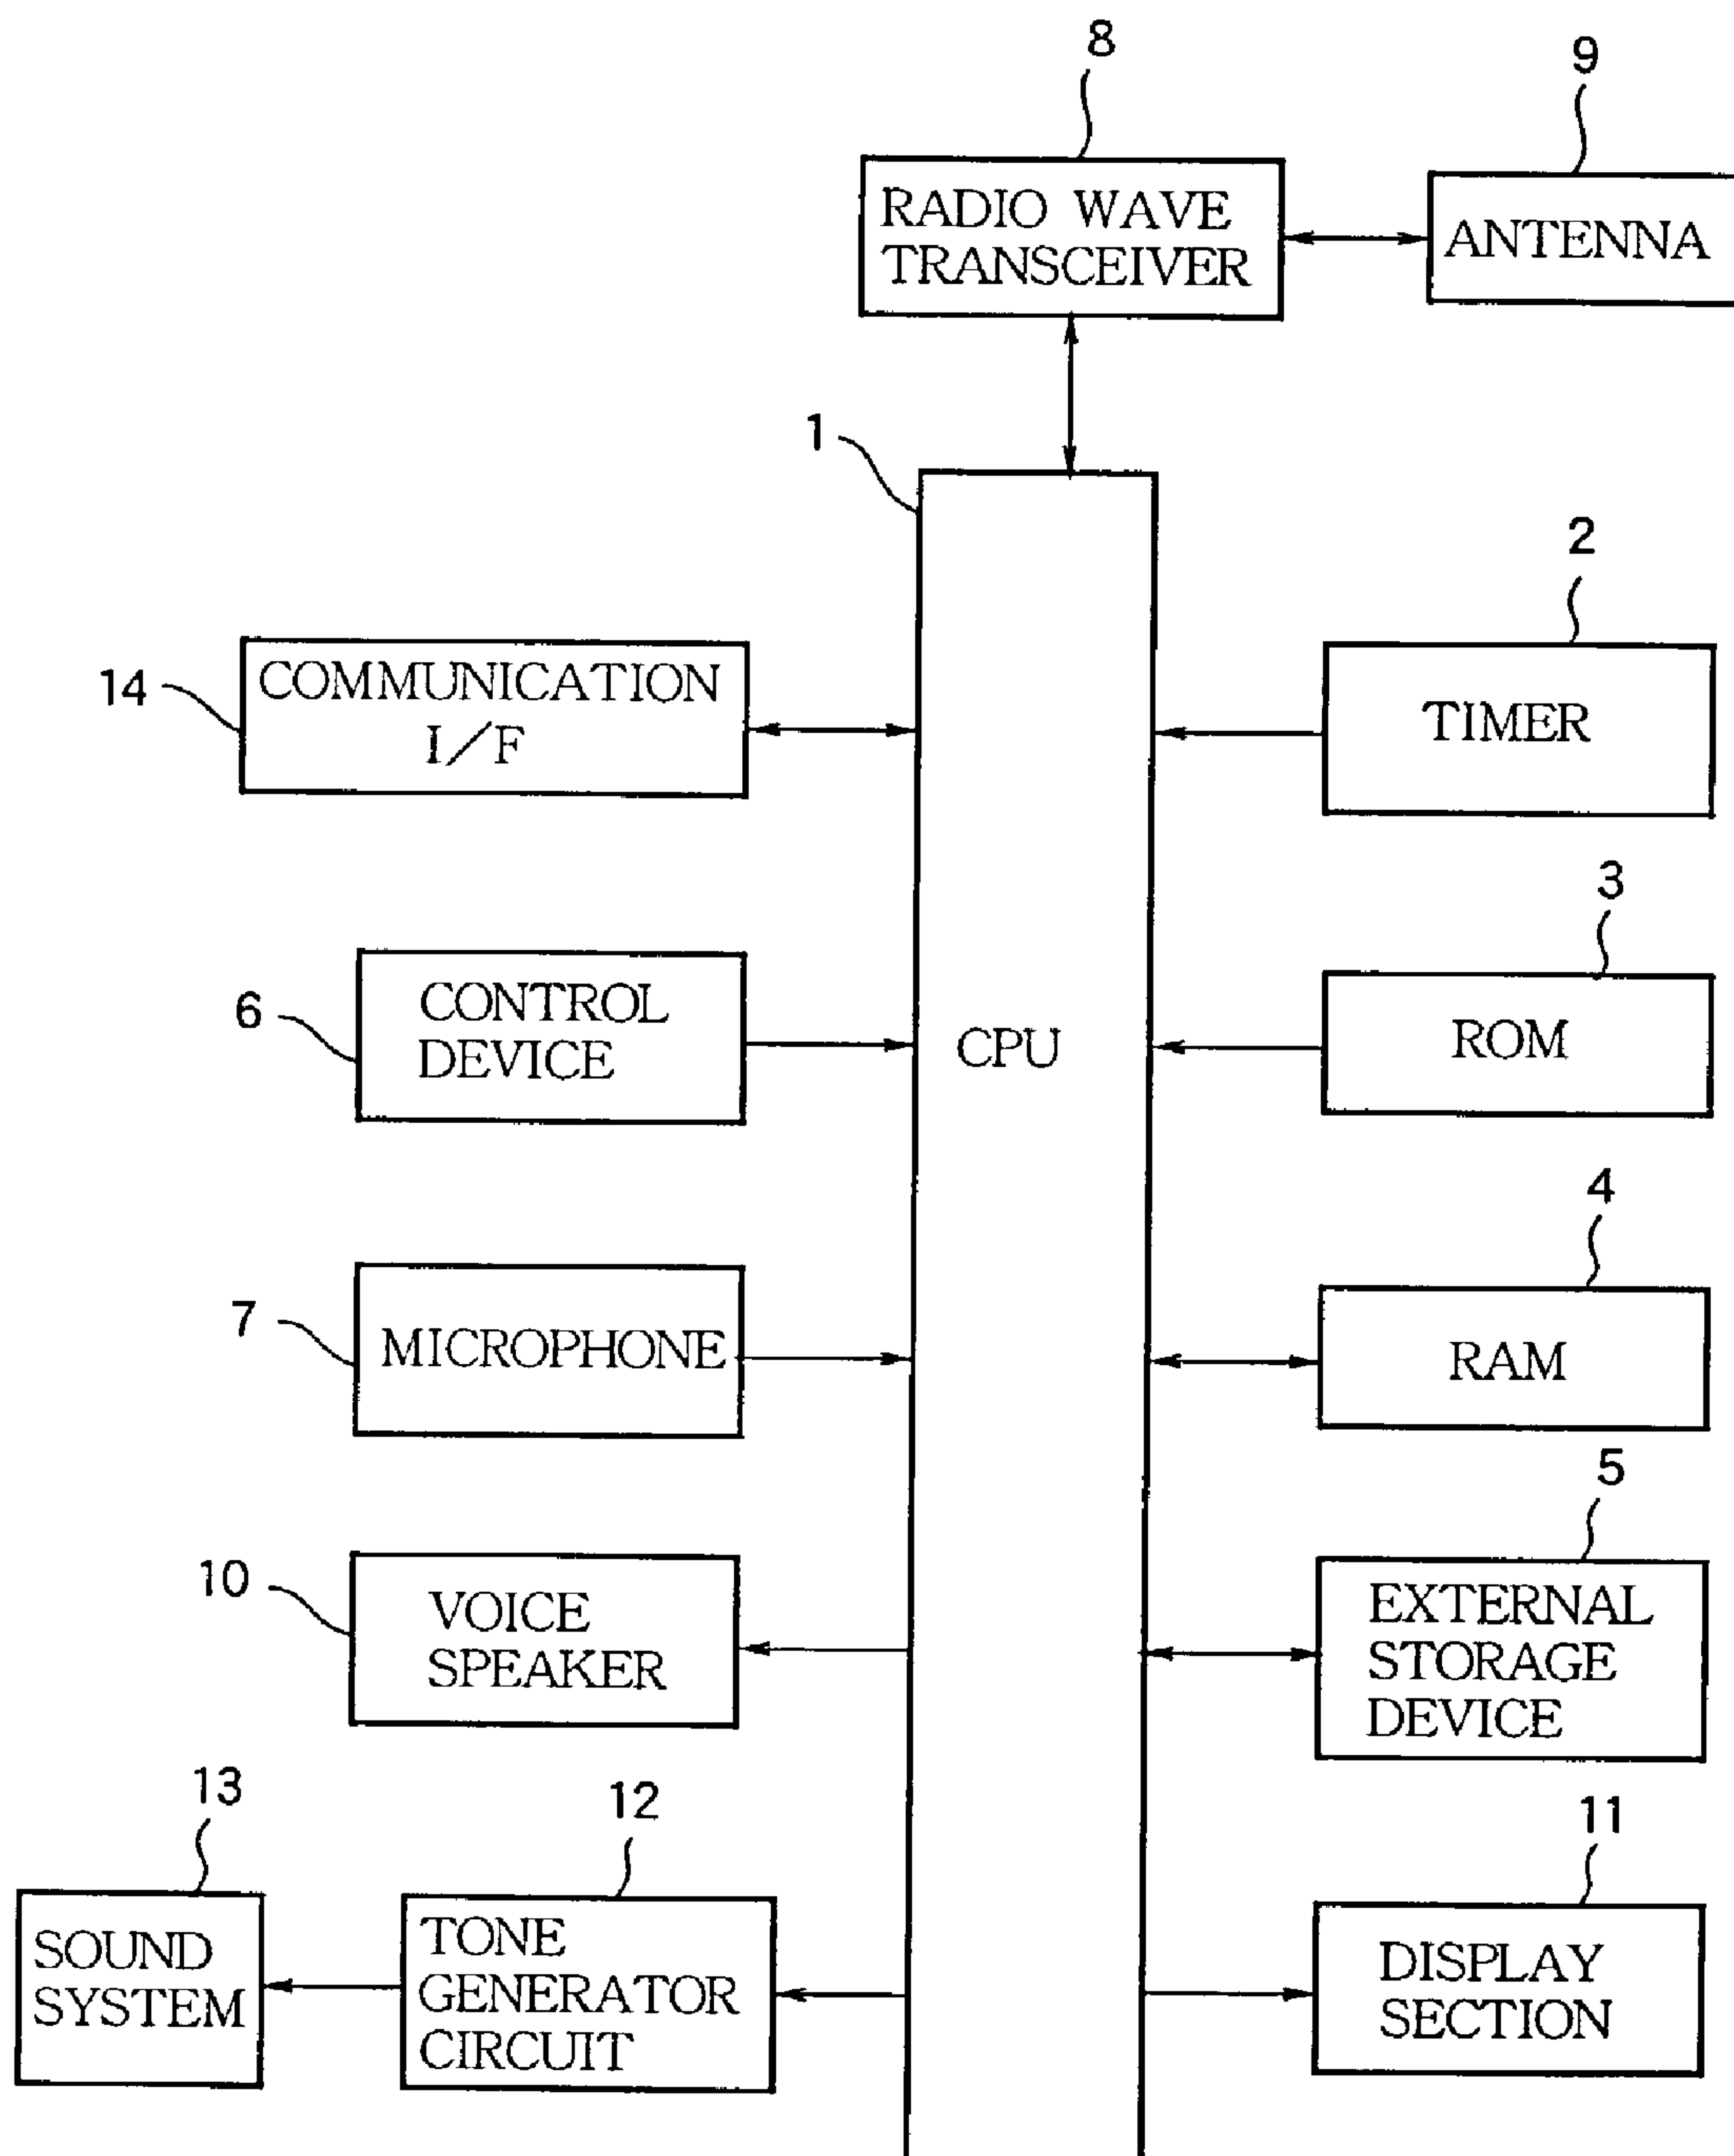 8
9
RADIO WAVE
TRANSCEIVER
ANTENNA
1
2
14
COMMUNICATION
I/F
TIMER
3
6
CONTROL
DEVICE
CPU
ROM
4
7
MICROPHONE
RAM
5
10
VOICE
SPEAKER
EXTERNAL
STORAGE
DEVICE
13
12
11
SOUND
SYSTEM
TONE
GENERATOR
CIRCUIT
DISPLAY
SECTION